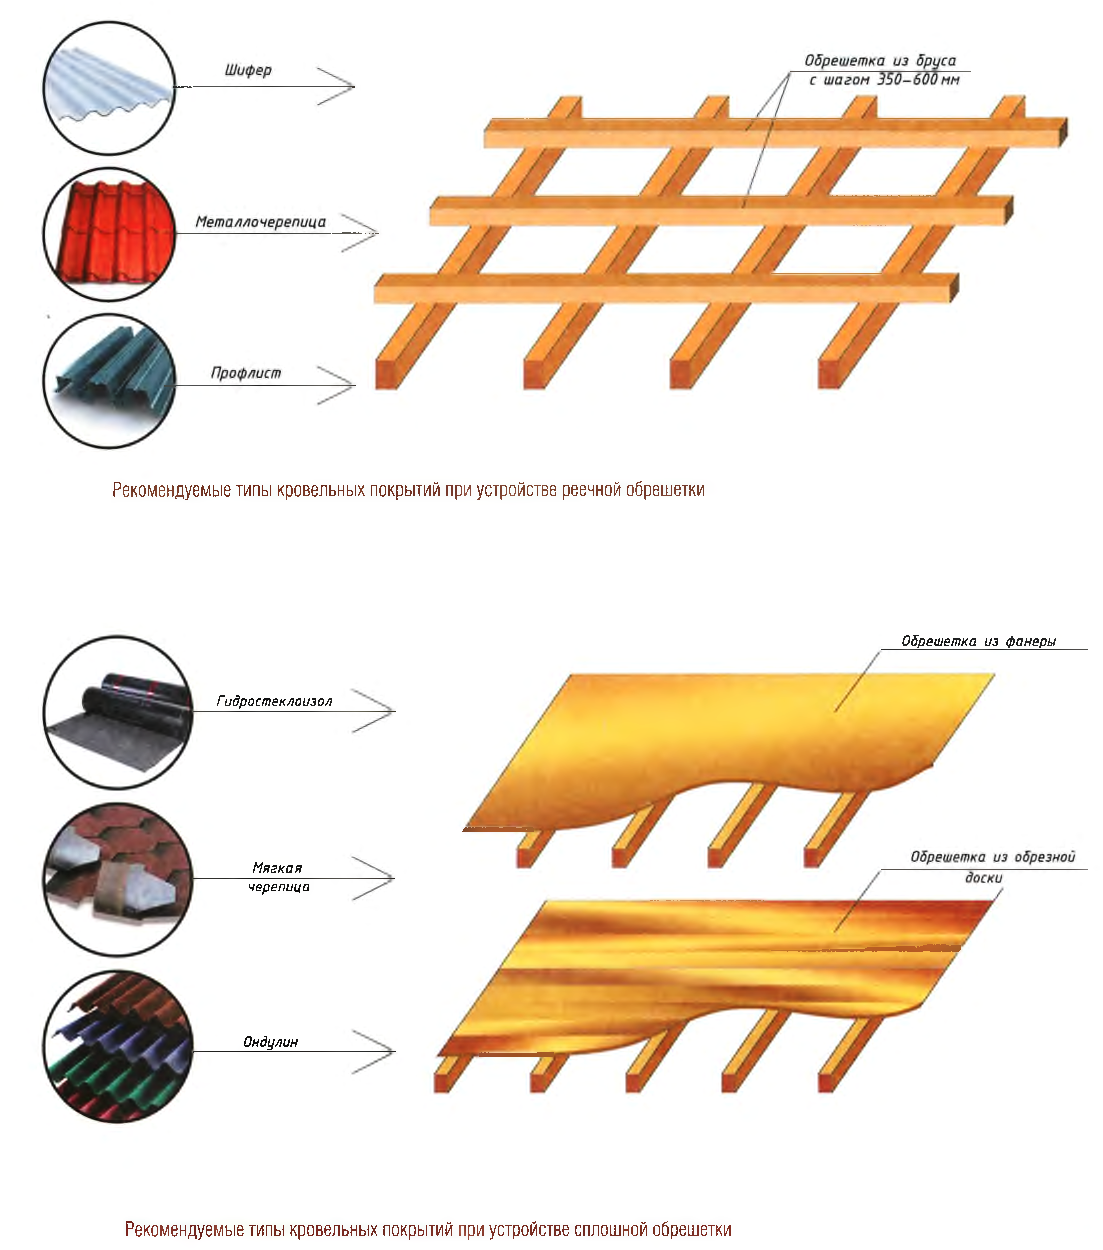 Шифер
Обрешетка из бруса
с шагом 350-600 мм
Металлочерепица
Профлист
Рекомендуемые типы кровельных покрытий при устройстве реечной обрешетки
Обрешетка из фанеры
Гидростеклоизол
Обрешетка из обрезной
доски
Мягкая
черепица
Ондулин
Рекомендуемые типы кровельных покрытий при устройстве сплошной обрешетки